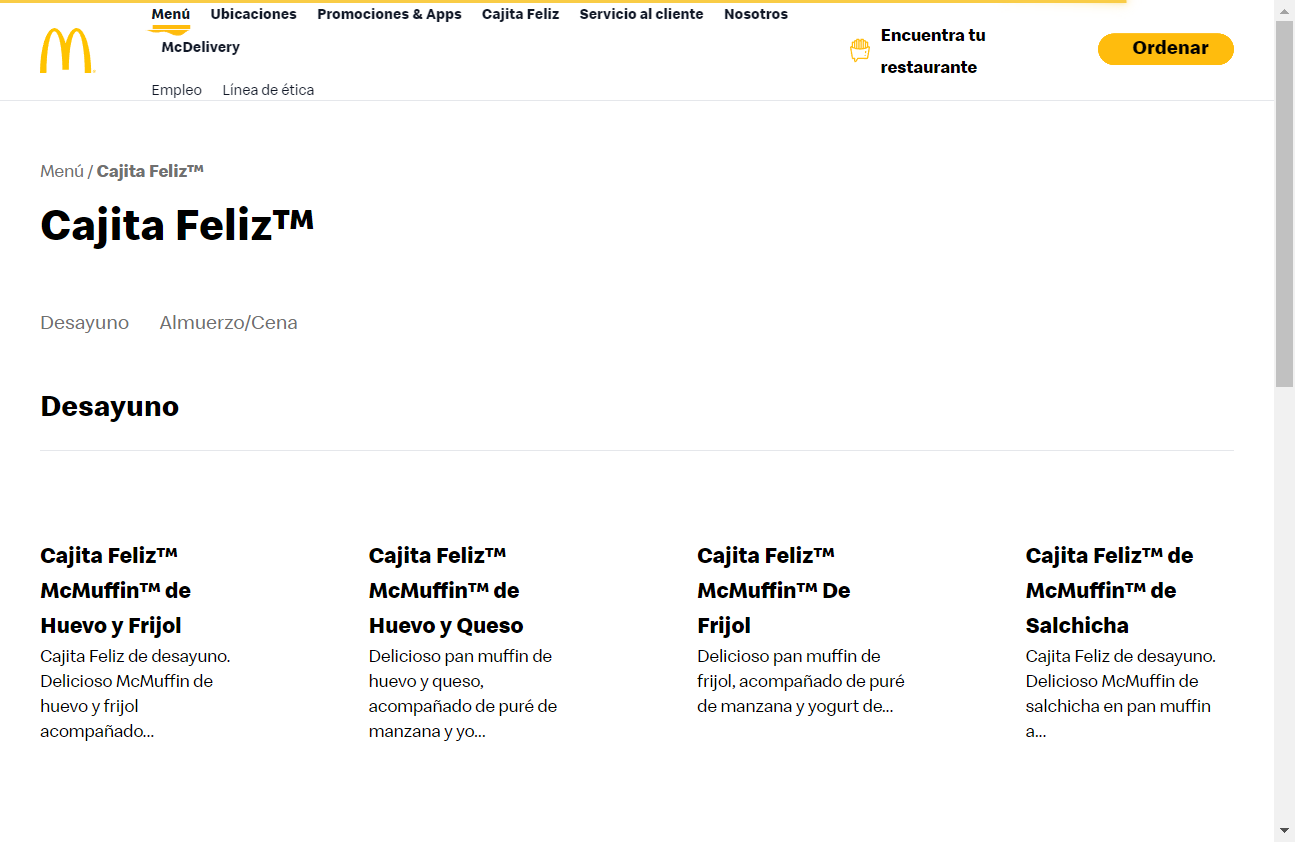 Menú Ubicaciones Promociones & Apps Cajita Feliz Servicio al cliente Nosotros
McDelivery
Empleo Línea de ética
Encuentra tu
restaurante
Ordenar
Menú / Cajita Feliz™
Cajita Feliz™
Desayuno Almuerzo/Cena
Desayuno
Cajita Feliz™
McMuffin™ de
Huevo y Frijol
Cajita Feliz de desayuno.
Delicioso McMuffin de
huevo y frijol
acompañado...
Cajita Feliz™
McMuffin™ de
Huevo y Queso
Delicioso pan muffin de
huevo y queso,
acompañado de puré de
manzana y yo...
Cajita Feliz™
McMuffin™ De
Frijol
Delicioso pan muffin de
frijol, acompañado de puré
de manzana y yogurt de...
Cajita Feliz™ de
McMuffin™ de
Salchicha
Cajita Feliz de desayuno.
Delicioso McMuffin de
salchicha en pan muffin
a...